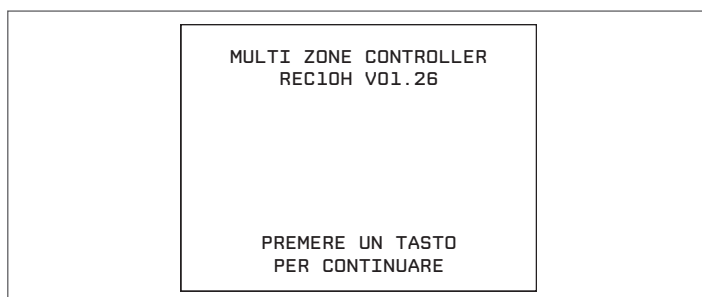 MULTI ZONE CONTROLLER
REC10H V01.26
PREMERE UN TASTO
PER CONTINUARE